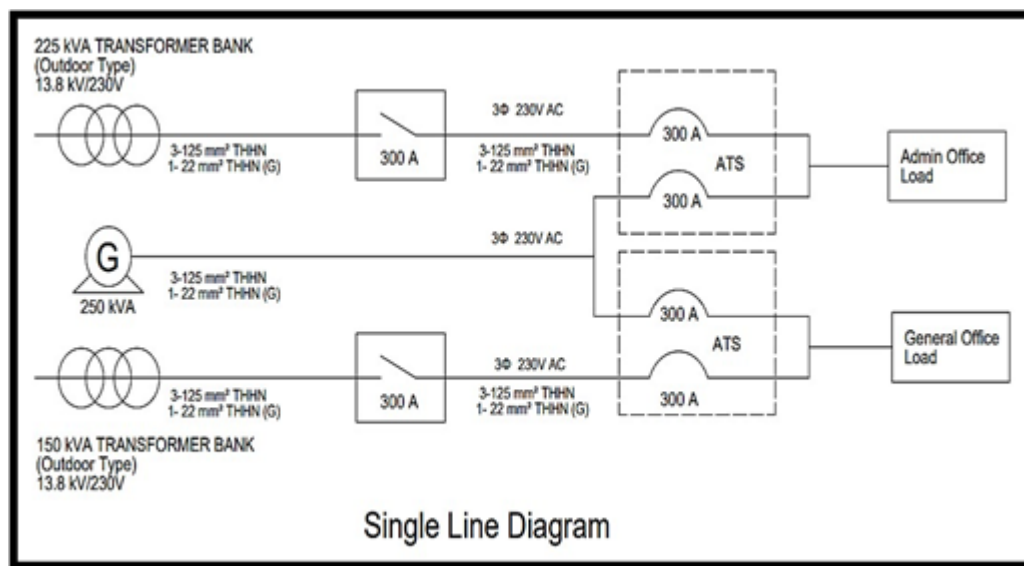 225 kVA TRANSFORMER BANK
(Outdoor Type)
13.8 kV/230V
3-125 mm² THHN
1- 22 mm² THHN (G)
300 A
3Φ 230V AC
3-125 mm² THHN
1- 22 mm² THHN (G)
300 A
ATS
300 A
Admin Office
Load
G
250 kVA
3-125 mm² THHN
1- 22 mm² THHN (G)
3Φ 230V AC
300 A
ATS
300 A
General Office
Load
3-125 mm² THHN
1- 22 mm² THHN (G)
300 A
3Φ 230V AC
3-125 mm² THHN
1- 22 mm² THHN (G)
150 kVA TRANSFORMER BANK
(Outdoor Type)
13.8 kV/230V
Single Line Diagram